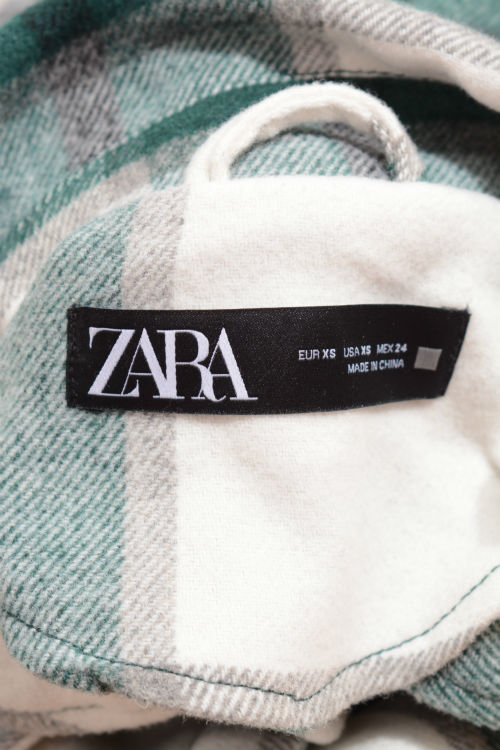 ZARA
EUR XS USA XS MEX 24
MADE IN CHINA